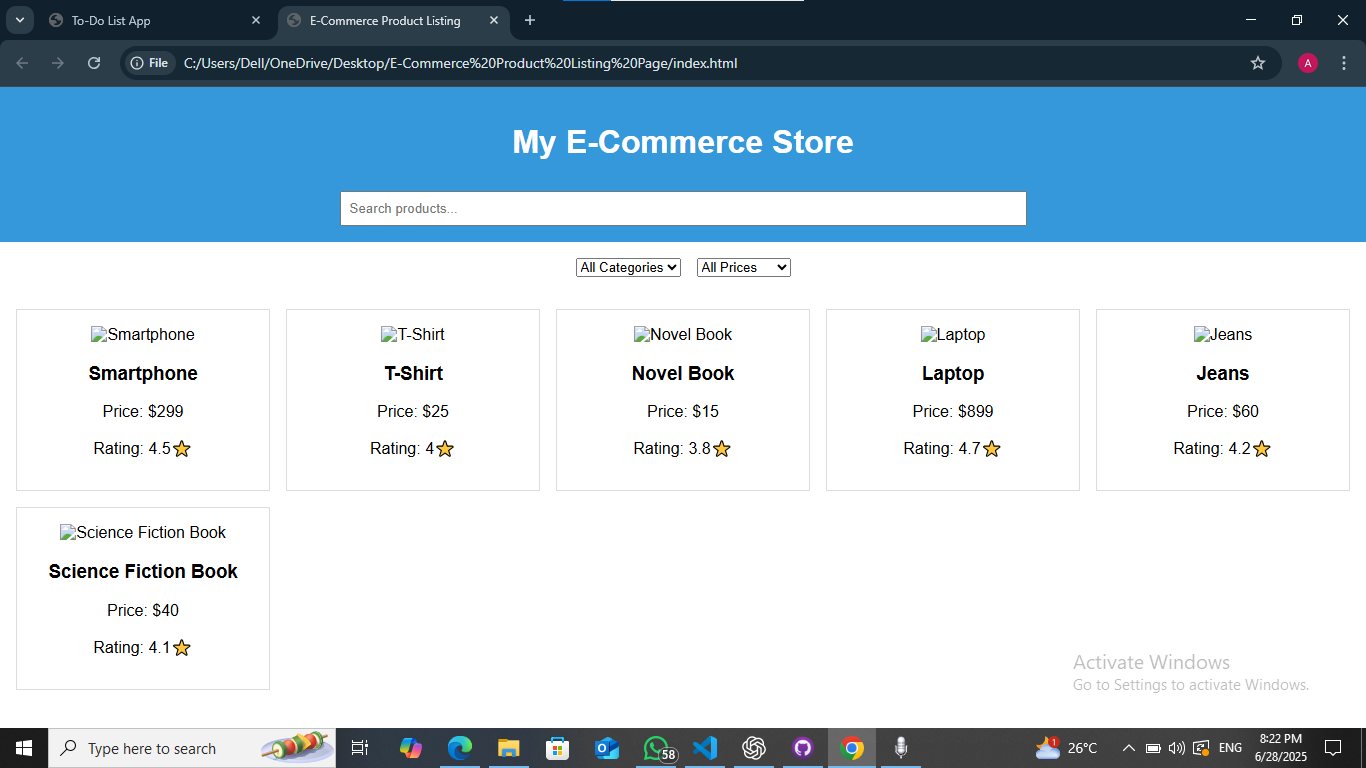 To-Do List App
E-Commerce Product Listing
File
C:/Users/Dell/OneDrive/Desktop/E-Commerce%20Product%20Listing%20Page/index.html
A
My E-Commerce Store
Search products...
All Categories
All Prices
Smartphone
T-Shirt
Novel Book
Laptop
Jeans
Smartphone
T-Shirt
Novel Book
Laptop
Jeans
Price: $299
Price: $25
Price: $15
Price: $899
Price: $60
Rating: 4.5⭐
Rating: 4⭐
Rating: 3.8⭐
Rating: 4.7⭐
Rating: 4.2⭐
Science Fiction Book
Science Fiction Book
Price: $40
Rating: 4.1⭐
Activate Windows
Go to Settings to activate Windows.
Type here to search
58
1
26°C
ENG
8:22 PM
6/28/2025